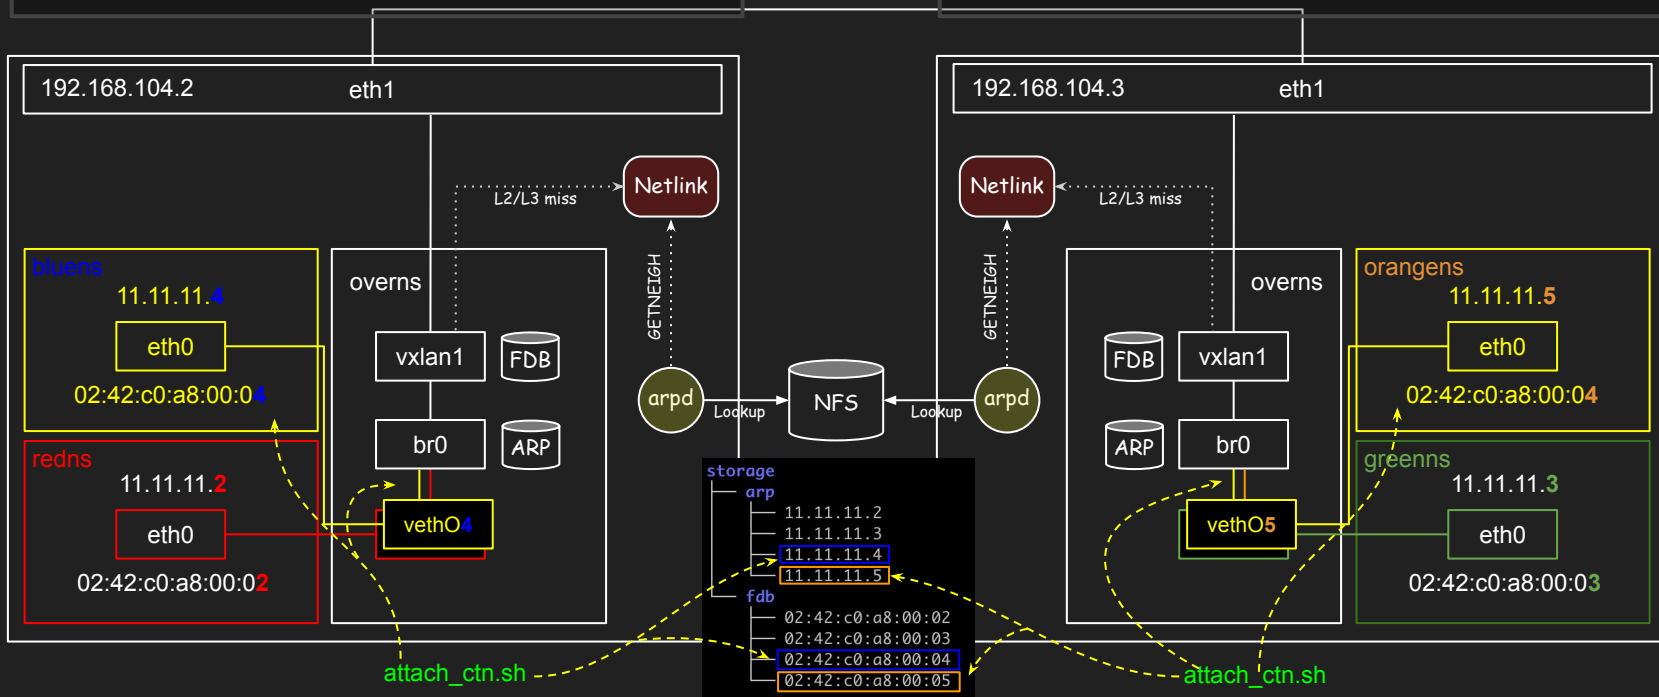 192.168.104.2 eth1
192.168.104.3 eth1
Netlink
L2/L3 miss
Netlink
L2/L3 miss
bluens
11.11.11.4
eth0
02:42:c0:a8:00:04
redns
11.11.11.2
eth0
02:42:c0:a8:00:02
overns
vxlan1
FDB
br0
ARP
vethO4
GETNEIGH
arpd
Lookup
NFS
Lookup
arpd
GETNEIGH
overns
FDB
vxlan1
ARP
br0
vethO5
orangens
11.11.11.5
eth0
02:42:c0:a8:00:04
greenns
11.11.11.3
eth0
02:42:c0:a8:00:03
storage
arp
11.11.11.2
11.11.11.3
11.11.11.4
11.11.11.5
fdb
02:42:c0:a8:00:02
02:42:c0:a8:00:03
02:42:c0:a8:00:04
02:42:c0:a8:00:05
attach_ctn.sh
attach_ctn.sh